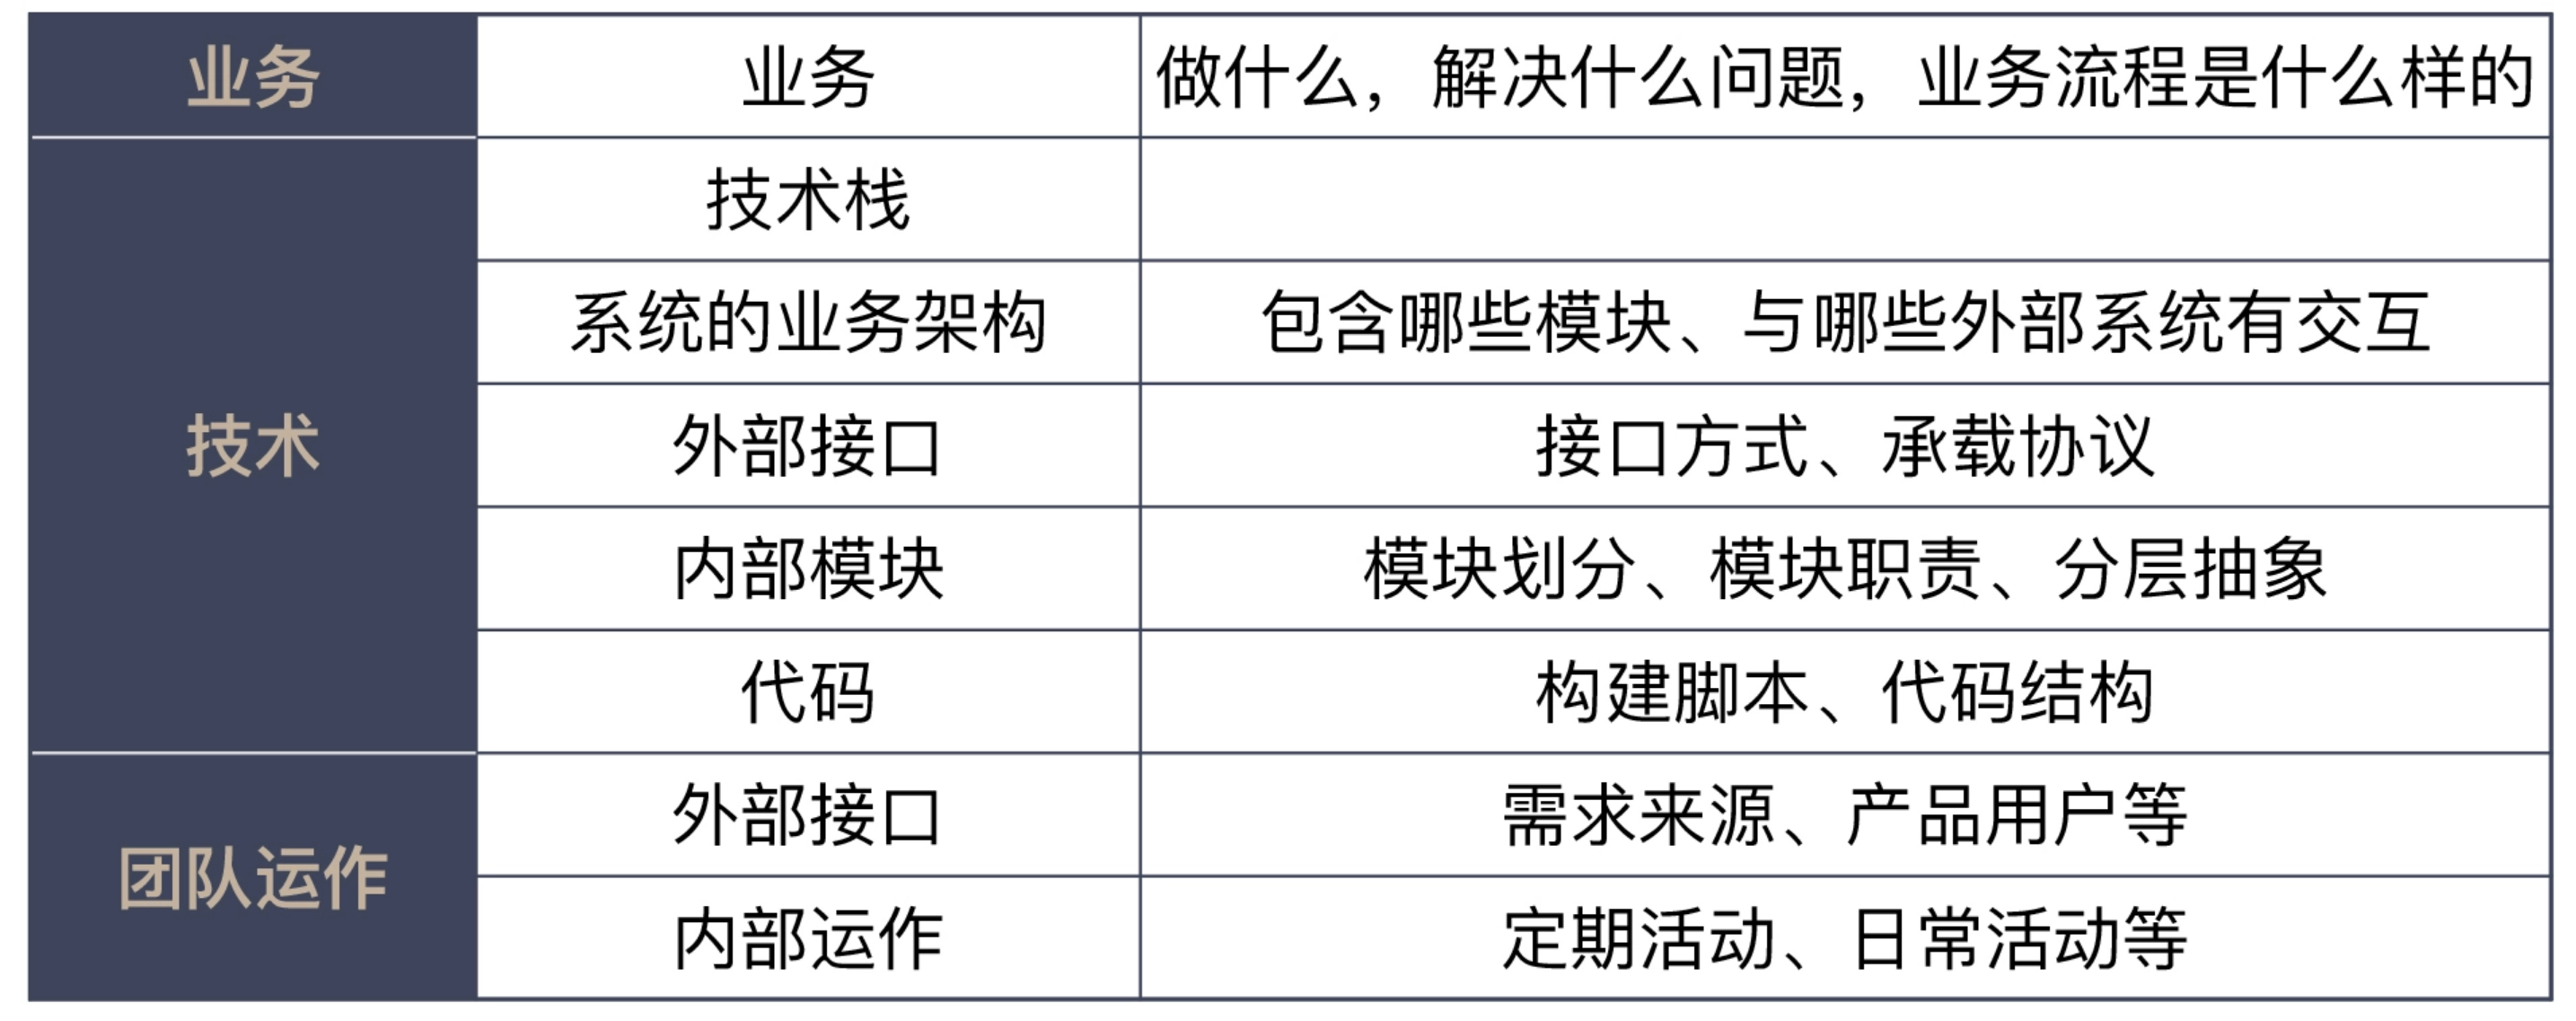 业务
业务
做什么，解决什么问题，业务流程是什么样的
技术
技术栈
系统的业务架构
包含哪些模块、与哪些外部系统有交互
外部接口
接口方式、承载协议
内部模块
模块划分、模块职责、分层抽象
代码
构建脚本、代码结构
团队运作
外部接口
需求来源、产品用户等
内部运作
定期活动、日常活动等